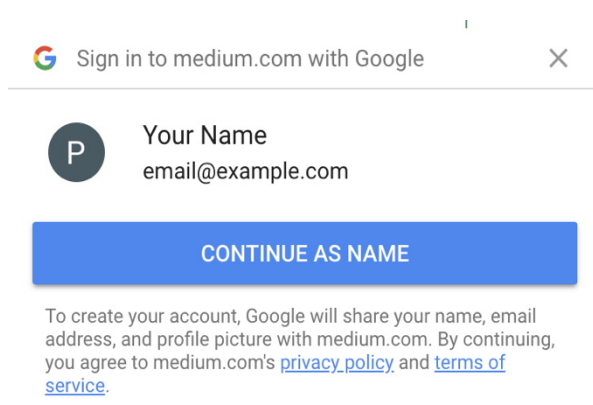 Sign in to medium.com with Google
P
Your Name
email@example.com
CONTINUE AS NAME
To create your account, Google will share your name, email
address, and profile picture with medium.com. By continuing,
you agree to medium.com's privacy policy and terms of
service.